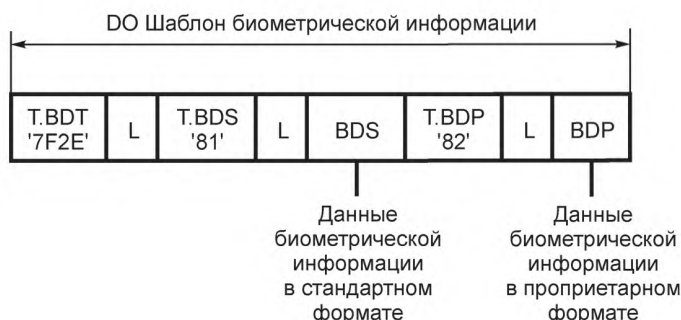 DO Шаблон биометрической информации
T.BDT
'7F2E'
L
T.BDS
'81'
L
BDS
T.BDP
'82'
L
BDP
Данные
биометрической
информации
в стандартном
формате
Данные
биометрической
информации
в проприетарном
формате